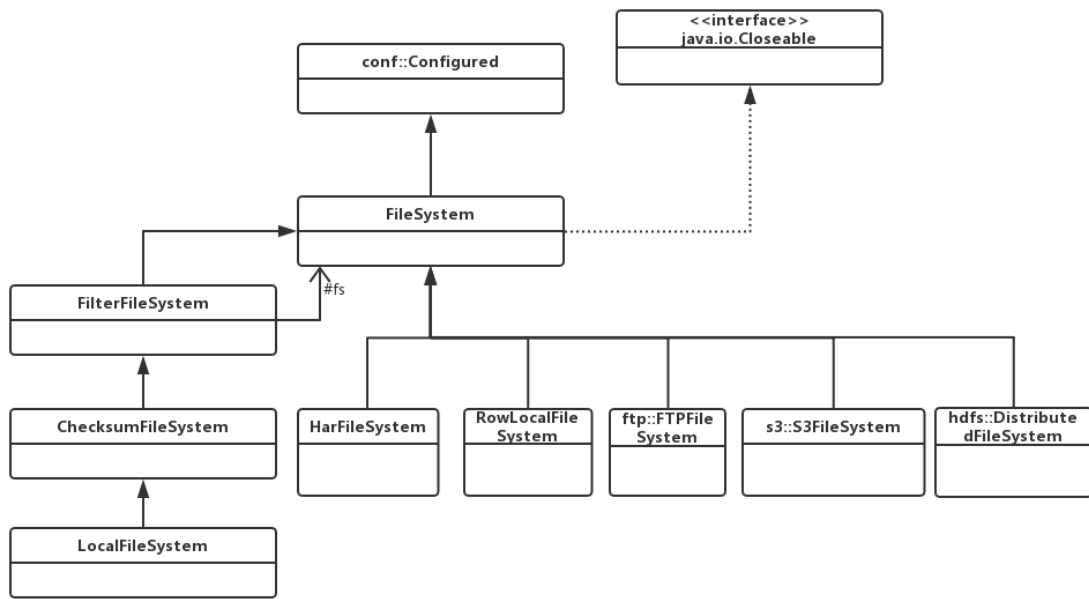 <<interface>>
java.io.Closeable
conf::Configured
FileSystem
#fs
FilterFileSystem
ChecksumFileSystem
HarFileSystem
RowLocalFile
System
ftp::FTPFile
System
s3::S3FileSystem
hdfs::Distribute
dFileSystem
LocalFileSystem